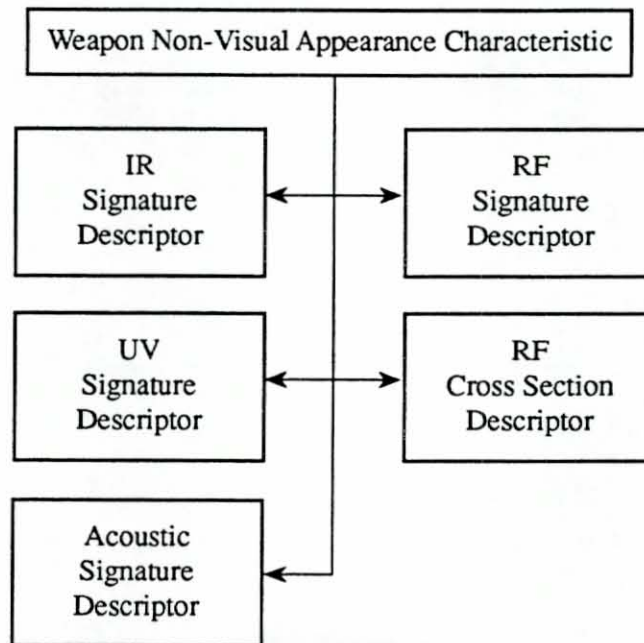 Weapon Non-Visual Appearance Characteristic
IR
Signature
Descriptor
RF
Signature
Descriptor
UV
Signature
Descriptor
RF
Cross Section
Descriptor
Acoustic
Signature
Descriptor